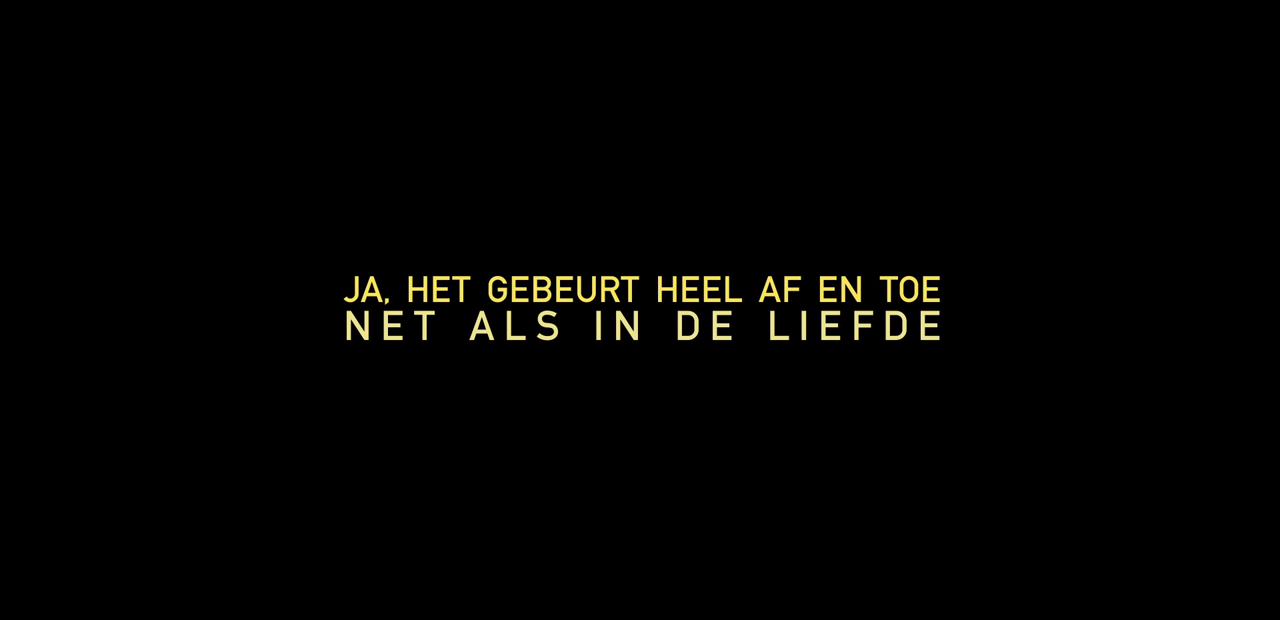 JA, HET GEBEURT HEEL AF EN TOE
NET ALS IN DE LIEFDE